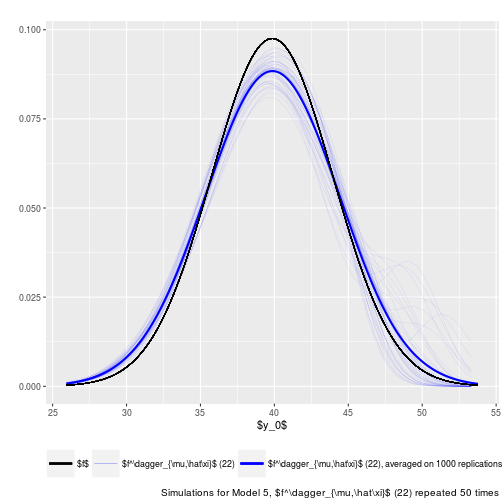 0.100
0.075
0.050
0.025
0.000
25 30 35 40 45 50 55
$y_0$
$f$ $f^\dagger_{\mu,\hat\xi}$ (22) $f^\dagger_{\mu,\hat\xi}$ (22), averaged on 1000 replications
Simulations for Model 5, $f^\dagger_{\mu,\hat\xi}$ (22) repeated 50 times